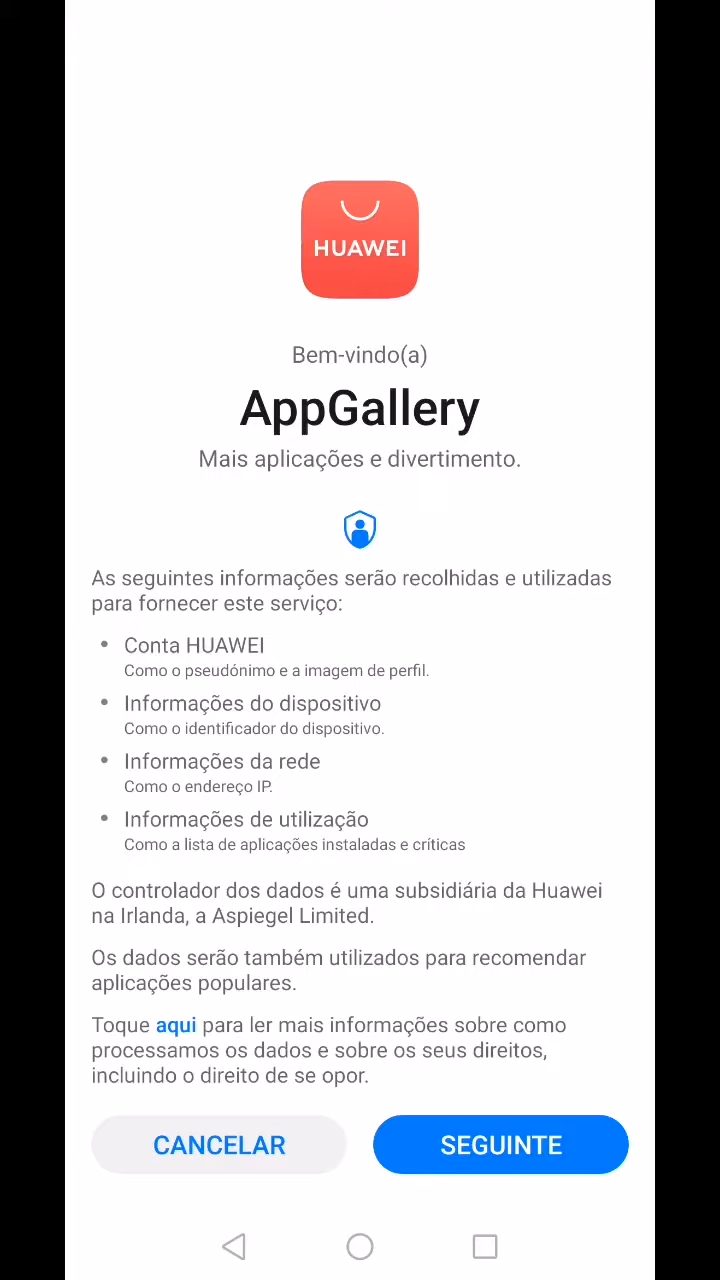 HUAWEI
Bem-vindo(a)
AppGallery
Mais aplicações e divertimento.
As seguintes informações serão recolhidas e utilizadas
para fornecer este serviço:
• Conta HUAWEI
Como o pseudónimo e a imagem de perfil.
• Informações do dispositivo
Como o identificador do dispositivo.
• Informações da rede
Como o endereço IP.
• Informações de utilização
Como a lista de aplicações instaladas e críticas
O controlador dos dados é uma subsidiária da Huawei
na Irlanda, a Aspiegel Limited.
Os dados serão também utilizados para recomendar
aplicações populares.
Toque aqui para ler mais informações sobre como
processamos os dados e sobre os seus direitos,
incluindo o direito de se opor.
CANCELAR SEGUINTE